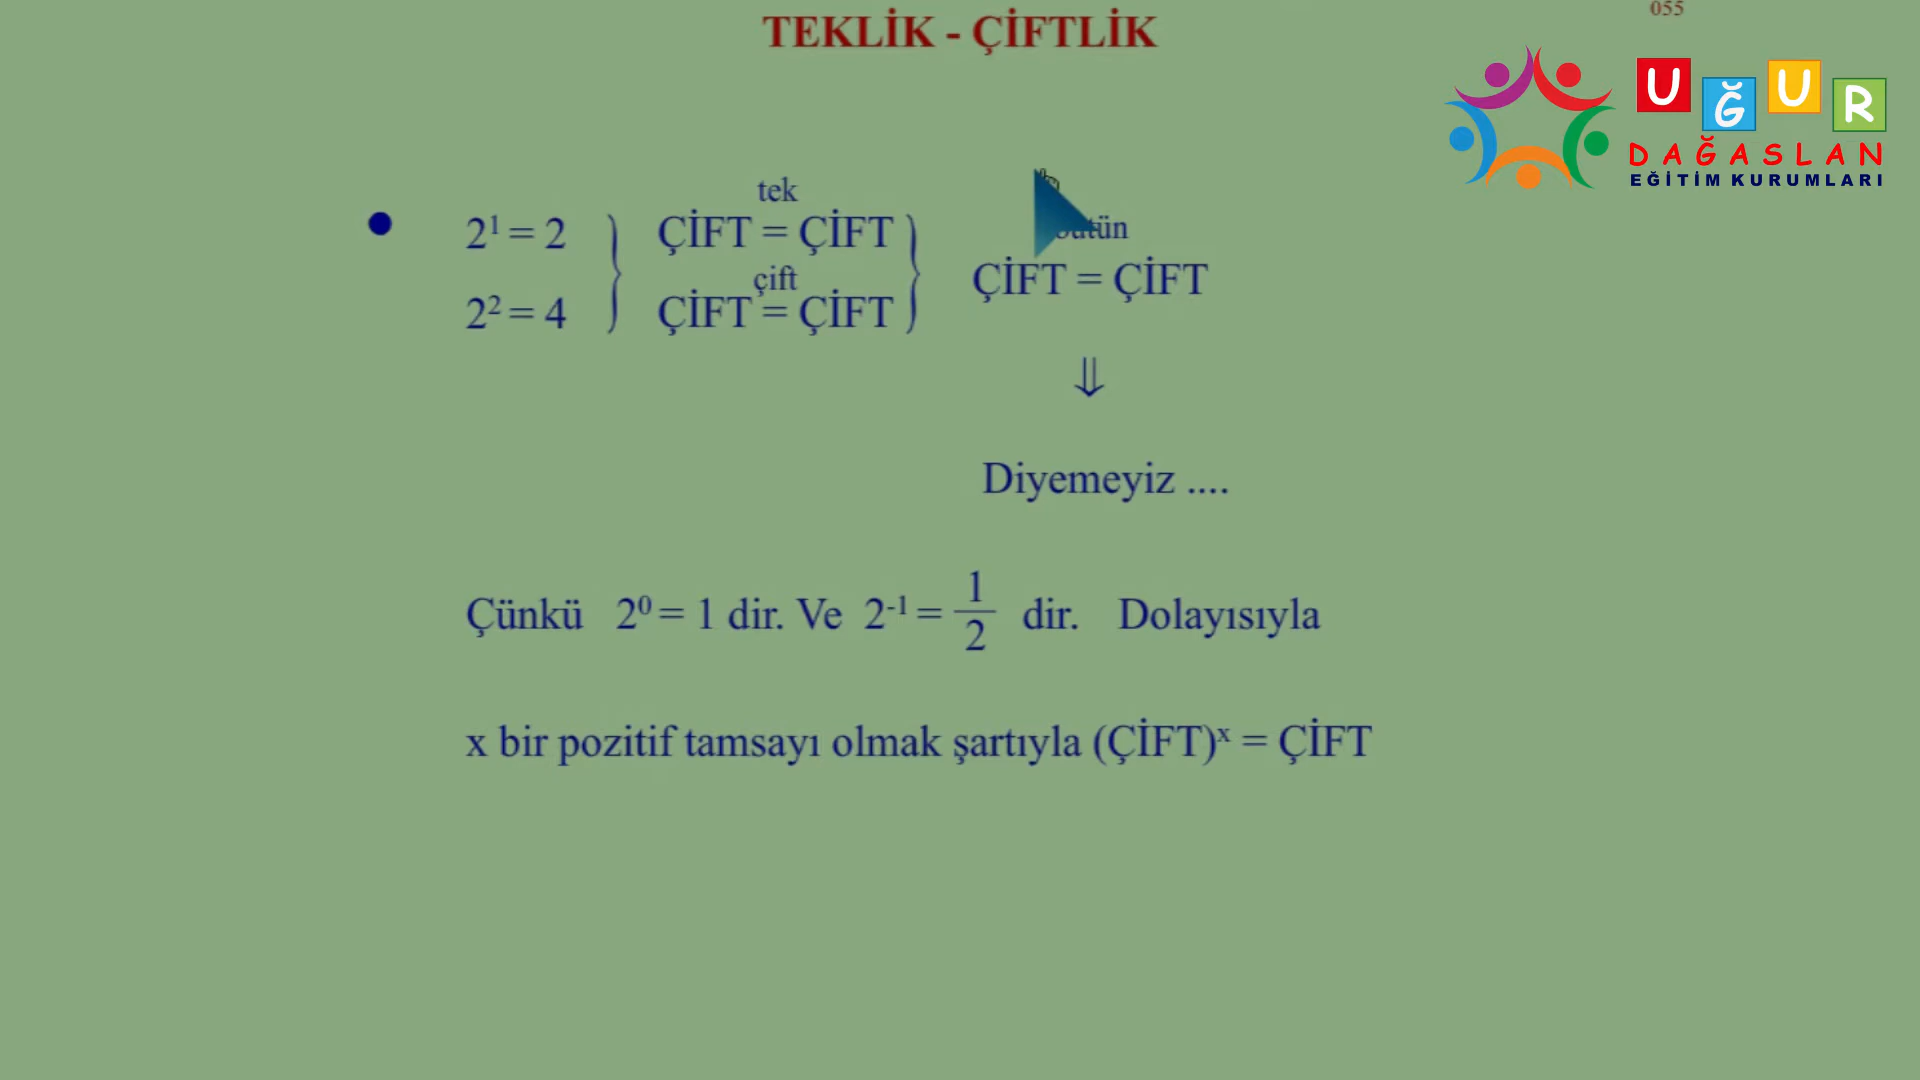 055
TEKLİK - ÇİFTLİK
UĞUR
DAĞASLAN
EĞİTİM KURUMLARI
● 2¹ = 2 } ÇİFT^tek = ÇİFT }
2² = 4 } ÇİFT^çift = ÇİFT }
ÇİFT = ÇİFT
⇓
Diyemeyiz ....
Çünkü 2⁰ = 1 dir. Ve 2⁻¹ = 1/2 dir. Dolayısıyla
x bir pozitif tamsayı olmak şartıyla (ÇİFT)ˣ = ÇİFT